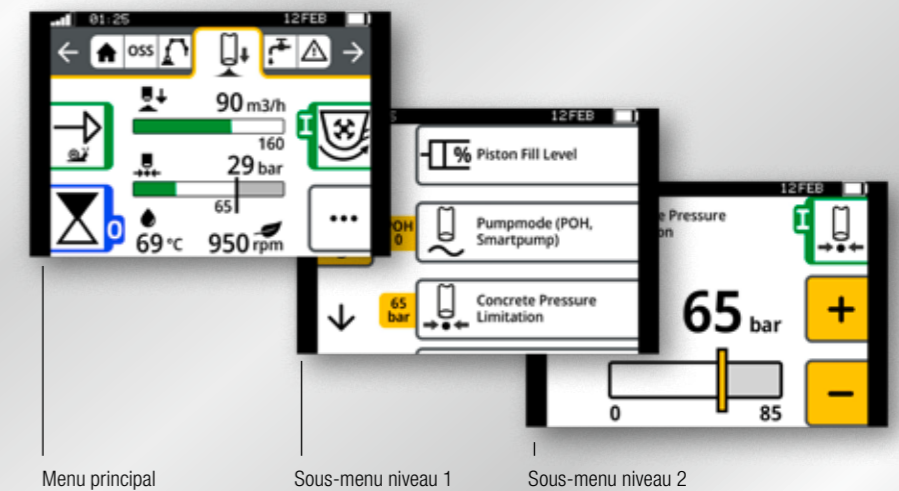 01:25 12FEB
OSS
90 m3/h
160
29 bar
65
69 °C 950 rpm
...
I
O
12FEB
% Piston Fill Level
POH
0
Pumpmode (POH,
Smartpump)
65
bar
Concrete Pressure
Limitation
12FEB
Pressure
I
65 bar
+
0 85
−
Menu principal
Sous-menu niveau 1
Sous-menu niveau 2